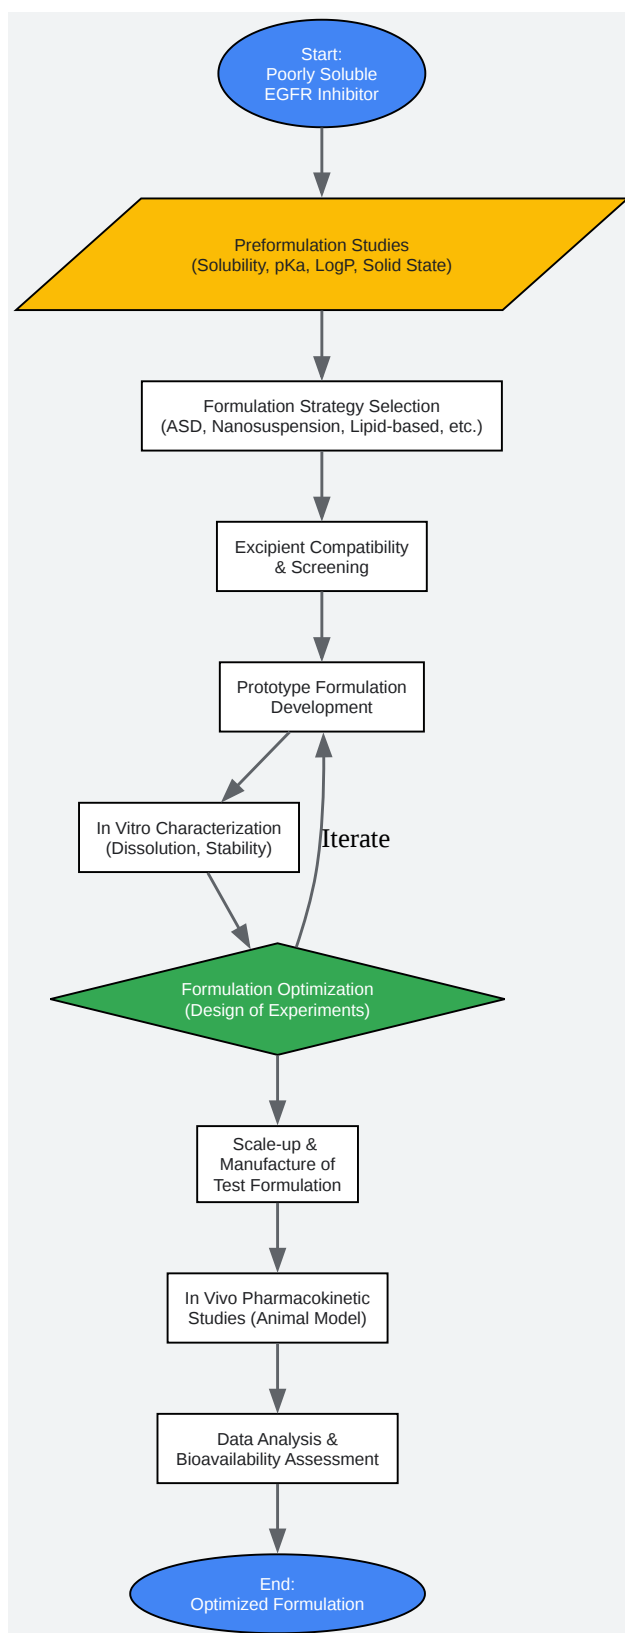 Start:
Poorly Soluble
EGFR Inhibitor
Preformulation Studies
(Solubility, pKa, LogP, Solid State)
Formulation Strategy Selection
(ASD, Nanosuspension, Lipid-based, etc.)
Excipient Compatibility
& Screening
Prototype Formulation
Development
In Vitro Characterization
(Dissolution, Stability)
Iterate
Formulation Optimization
(Design of Experiments)
Scale-up &
Manufacture of
Test Formulation
In Vivo Pharmacokinetic
Studies (Animal Model)
Data Analysis &
Bioavailability Assessment
End:
Optimized Formulation